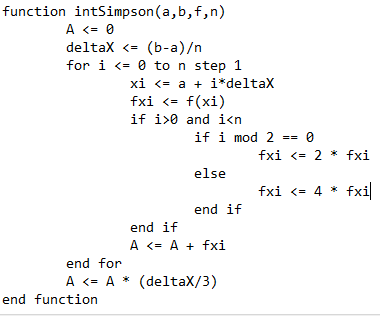 function intSimpson(a,b,f,n)
        A <= 0
        deltaX <= (b-a)/n
        for i <= 0 to n step 1
                xi <= a + i*deltaX
                fxi <= f(xi)
                if i>0 and i<n
                        if i mod 2 == 0
                                fxi <= 2 * fxi
                        else
                                fxi <= 4 * fxi
                        end if
                end if
                A <= A + fxi
        end for
        A <= A * (deltaX/3)
end function